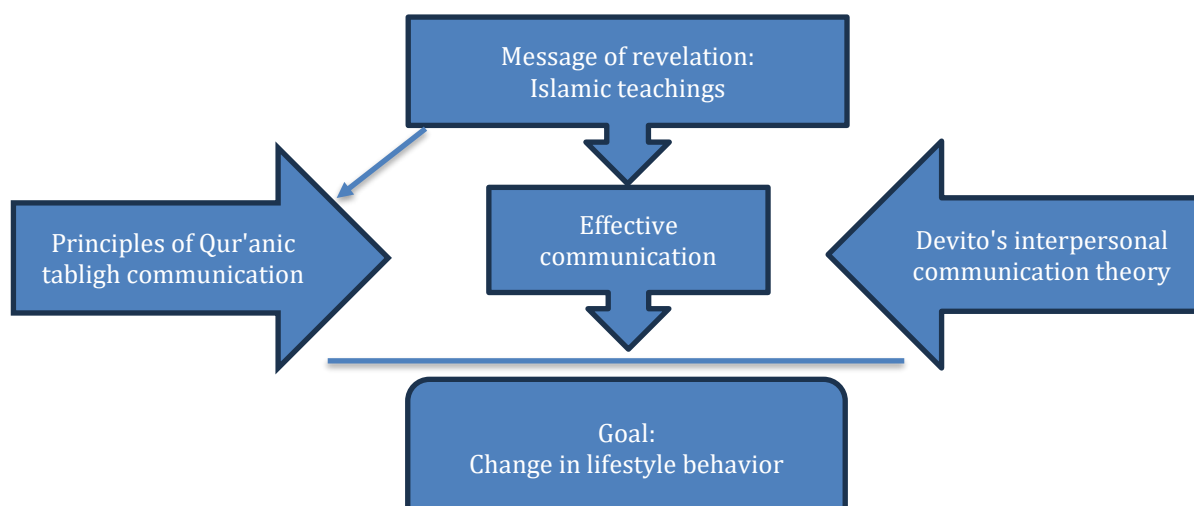 Message of revelation:
Islamic teachings
Principles of Qur'anic
tabligh communication
Effective
communication
Devito's interpersonal
communication theory
Goal:
Change in lifestyle behavior